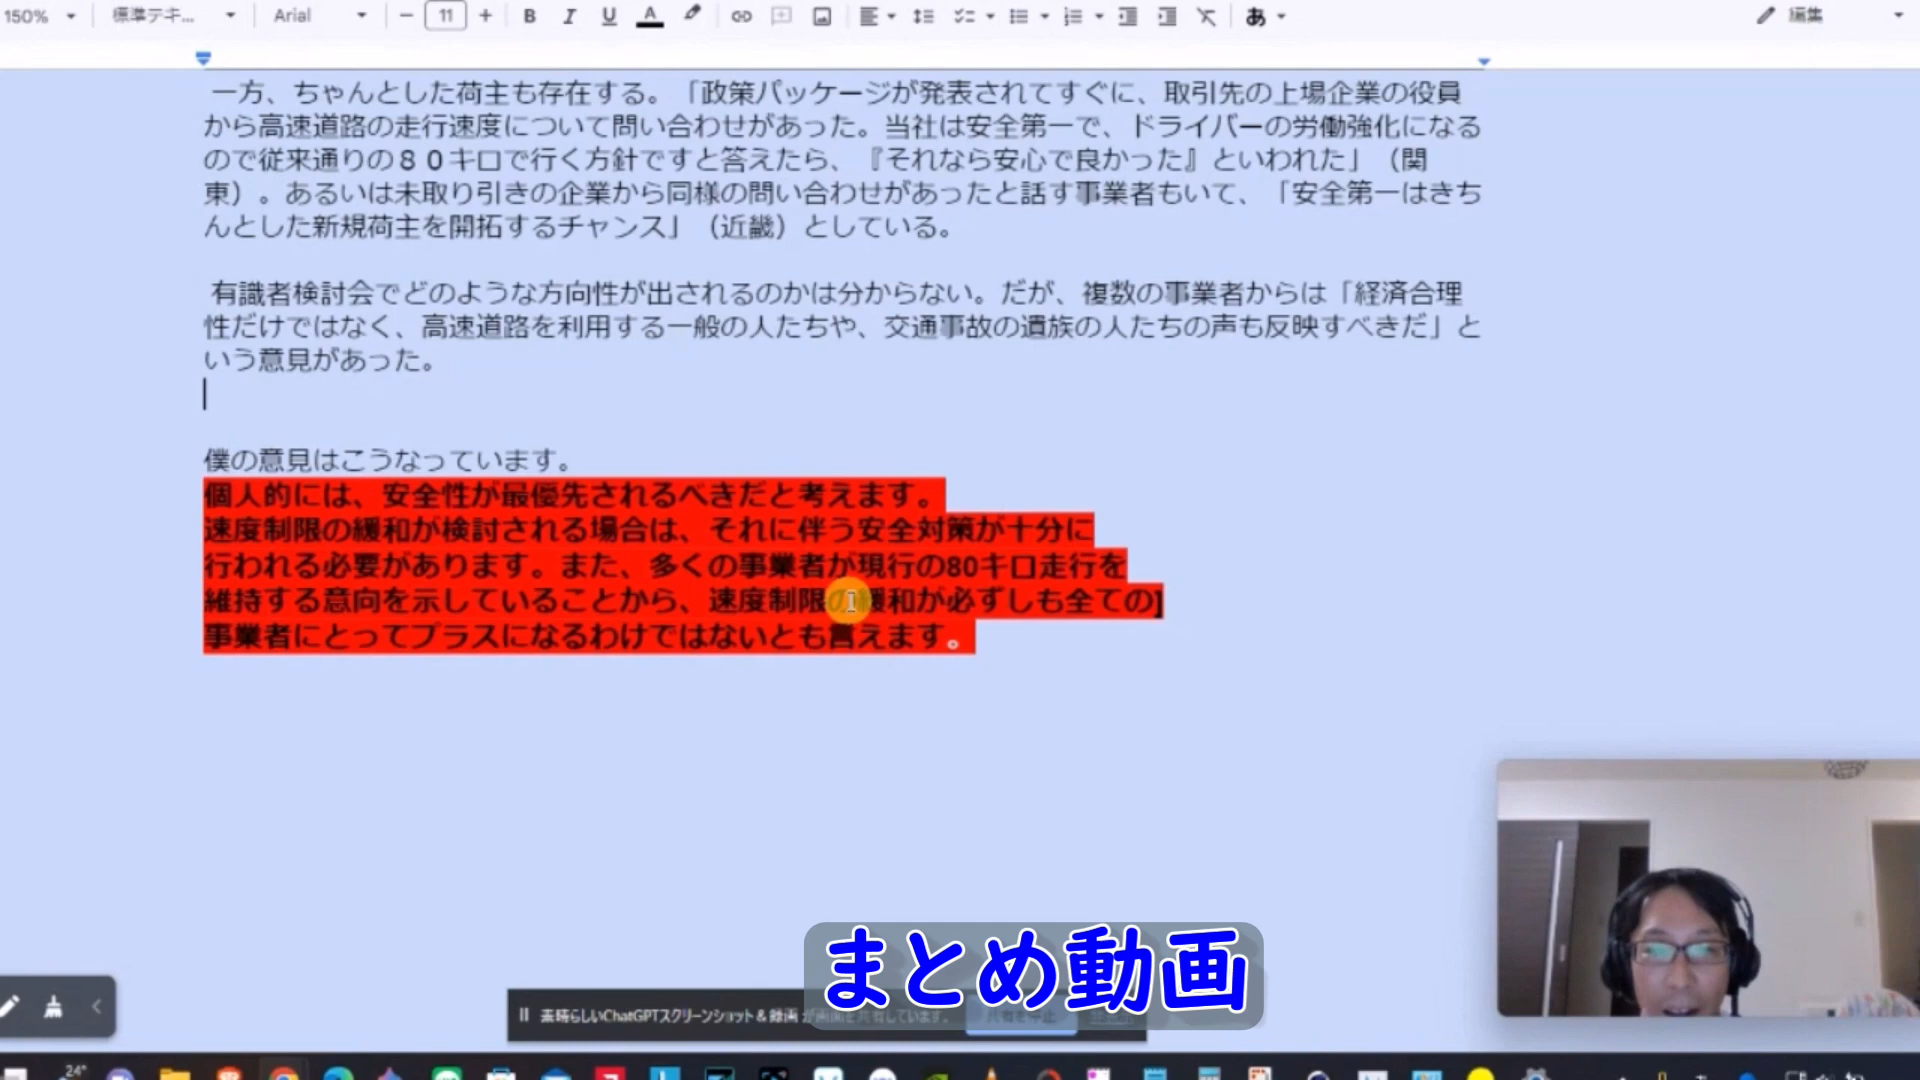 150%
標準テキ...
Arial
11
B I U A
あ
編集
一方、ちゃんとした荷主も存在する。「政策パッケージが発表されてすぐに、取引先の上場企業の役員
から高速道路の走行速度について問い合わせがあった。当社は安全第一で、ドライバーの労働強化になる
ので従来通りの８０キロで行く方針ですと答えたら、『それなら安心で良かった』といわれた」（関
東）。あるいは未取り引きの企業から同様の問い合わせがあったと話す事業者もいて、「安全第一はきち
んとした新規荷主を開拓するチャンス」（近畿）としている。
有識者検討会でどのような方向性が出されるのかは分からない。だが、複数の事業者からは「経済合理
性だけではなく、高速道路を利用する一般の人たちや、交通事故の遺族の人たちの声も反映すべきだ」と
いう意見があった。
僕の意見はこうなっています。
個人的には、安全性が最優先されるべきだと考えます。
速度制限の緩和が検討される場合は、それに伴う安全対策が十分に
行われる必要があります。また、多くの事業者が現行の80キロ走行を
維持する意向を示していることから、速度制限の緩和が必ずしも全ての]
事業者にとってプラスになるわけではないとも言えます。
まとめ動画
素晴らしいChatGPTスクリーンショット＆録画 が画面を共有しています。
共有を停止
24°